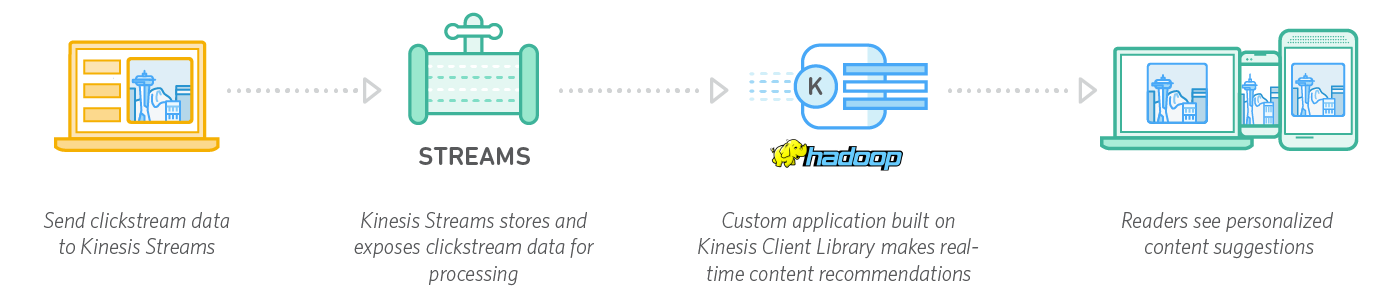 K
hadoop
STREAMS
Send clickstream data
to Kinesis Streams
Kinesis Streams stores and
exposes clickstream data for
processing
Custom application built on
Kinesis Client Library makes real-
time content recommendations
Readers see personalized
content suggestions